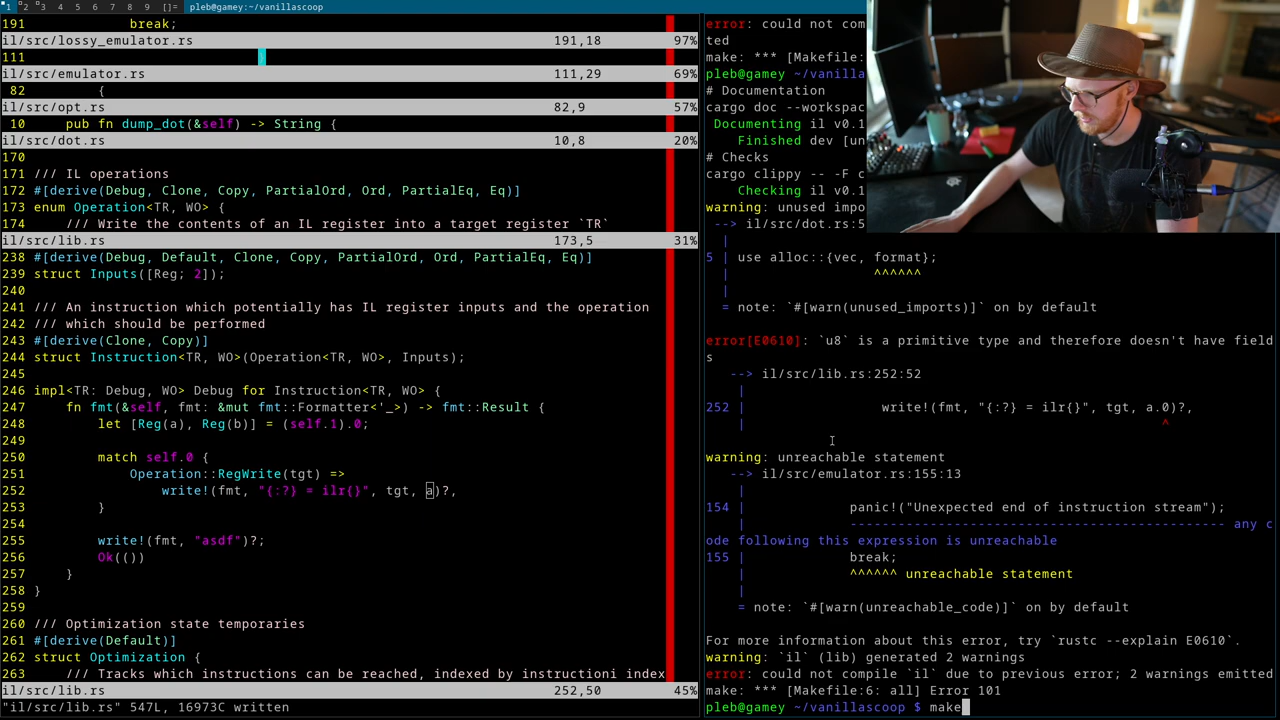 1 2 3 4 5 6 7 8 9 []= pleb@gamey:~/vanillascoop
191 break;
il/src/lossy_emulator.rs 191,18 97%
111 }
il/src/emulator.rs 111,29 69%
82 {
il/src/opt.rs 82,9 57%
10 pub fn dump_dot(&self) -> String {
il/src/dot.rs 10,8 20%
170
171 /// IL operations
172 #[derive(Debug, Clone, Copy, PartialOrd, Ord, PartialEq, Eq)]
173 enum Operation<TR, WO> {
174 /// Write the contents of an IL register into a target register `TR`
il/src/lib.rs 173,5 31%
238 #[derive(Debug, Default, Clone, Copy, PartialOrd, Ord, PartialEq, Eq)]
239 struct Inputs([Reg; 2]);
240
241 /// An instruction which potentially has IL register inputs and the operation
242 /// which should be performed
243 #[derive(Clone, Copy)]
244 struct Instruction<TR, WO>(Operation<TR, WO>, Inputs);
245
246 impl<TR: Debug, WO> Debug for Instruction<TR, WO> {
247 fn fmt(&self, fmt: &mut fmt::Formatter<'_>) -> fmt::Result {
248 let [Reg(a), Reg(b)] = (self.1).0;
249
250 match self.0 {
251 Operation::RegWrite(tgt) =>
252 write!(fmt, "{:?} = ilr{}", tgt, a)?,
253 }
254
255 write!(fmt, "asdf")?;
256 Ok(())
257 }
258 }
259
260 /// Optimization state temporaries
261 #[derive(Default)]
262 struct Optimization {
263 /// Tracks which instructions can be reached, indexed by instructioni index
il/src/lib.rs 252,50 45%
"il/src/lib.rs" 547L, 16973C written
error: could not com
ted
make: *** [Makefile:
pleb@gamey ~/vanilla
# Documentation
cargo doc --workspac
Documenting il v0.1
Finished dev [un
# Checks
cargo clippy -- -F c
Checking il v0.1
warning: unused impo
--> il/src/dot.rs:5
|
5 | use alloc::{vec, format};
| ^^^^^^
|
= note: `#[warn(unused_imports)]` on by default
error[E0610]: `u8` is a primitive type and therefore doesn't have field
s
--> il/src/lib.rs:252:52
|
252 | write!(fmt, "{:?} = ilr{}", tgt, a.0)?,
| ^
warning: unreachable statement
--> il/src/emulator.rs:155:13
|
154 | panic!("Unexpected end of instruction stream");
| ----------------------------------------------- any c
ode following this expression is unreachable
155 | break;
| ^^^^^^ unreachable statement
|
= note: `#[warn(unreachable_code)]` on by default
For more information about this error, try `rustc --explain E0610`.
warning: `il` (lib) generated 2 warnings
error: could not compile `il` due to previous error; 2 warnings emitted
make: *** [Makefile:6: all] Error 101
pleb@gamey ~/vanillascoop $ make